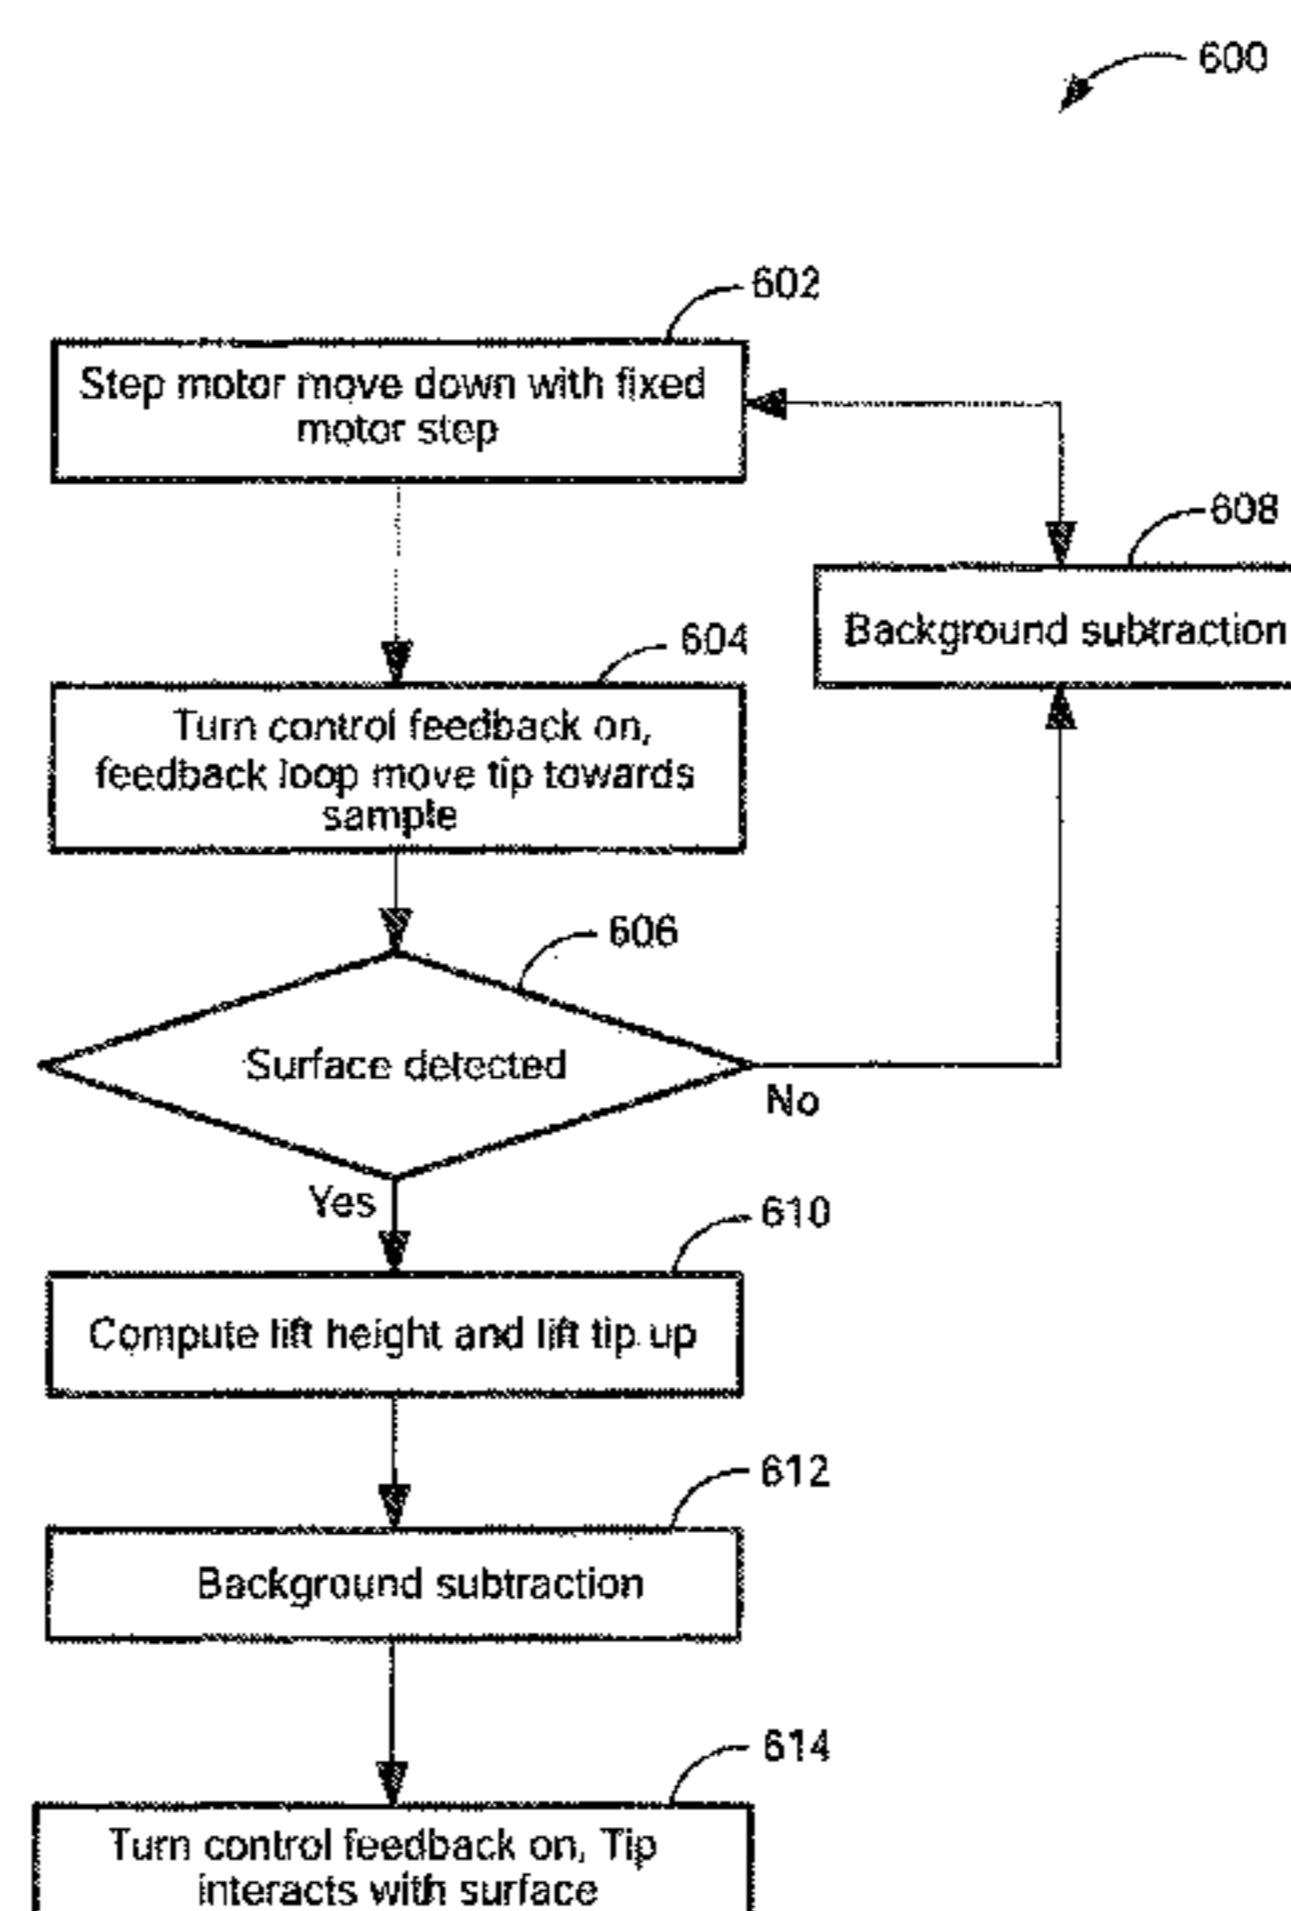 600
602
Step motor move down with fixed
motor step
608
Background subtraction
604
Turn control feedback on,
feedback loop move tip towards
sample
606
Surface detected
No
Yes
610
Compute lift height and lift tip up
612
Background subtraction
614
Turn control feedback on, Tip
interacts with surface